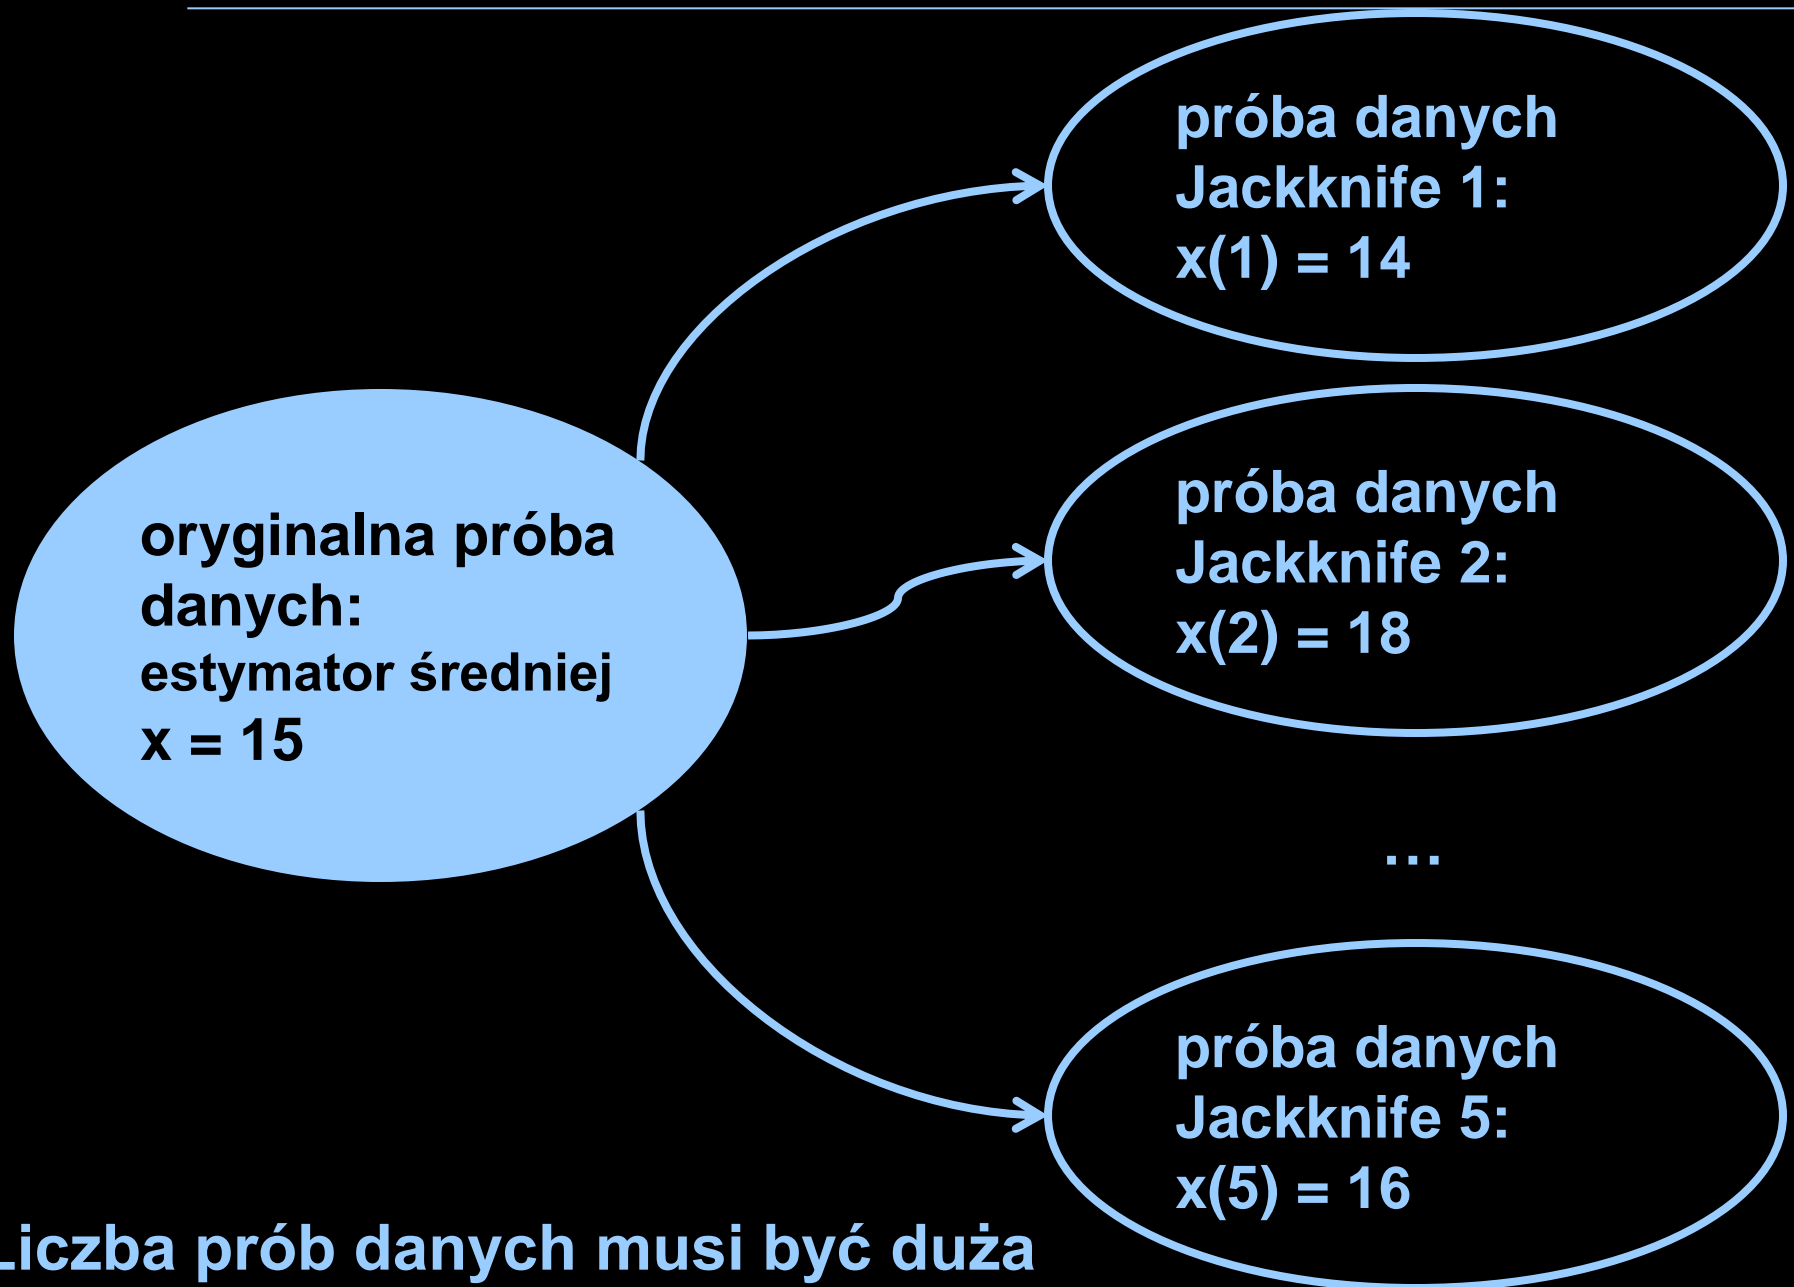 próba danych
Jackknife 1:
x(1) = 14
oryginalna próba
danych:
estymator średniej
x = 15
próba danych
Jackknife 2:
x(2) = 18
…
próba danych
Jackknife 5:
x(5) = 16
Liczba prób danych musi być duża